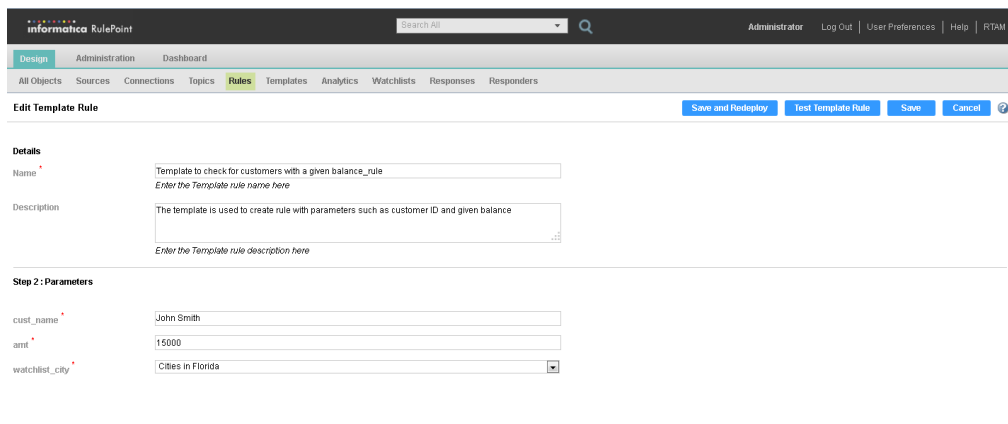 informatica RulePoint
Search All
Administrator Log Out User Preferences Help RTAM
Design Administration Dashboard
All Objects Sources Connections Topics Rules Templates Analytics Watchlists Responses Responders
Edit Template Rule
Save and Redeploy Test Template Rule Save Cancel ?
Details
Name * Template to check for customers with a given balance_rule
Enter the Template rule name here
Description The template is used to create rule with parameters such as customer ID and given balance
Enter the Template rule description here
Step 2 : Parameters
cust_name * John Smith
amt * 15000
watchlist_city * Cities in Florida